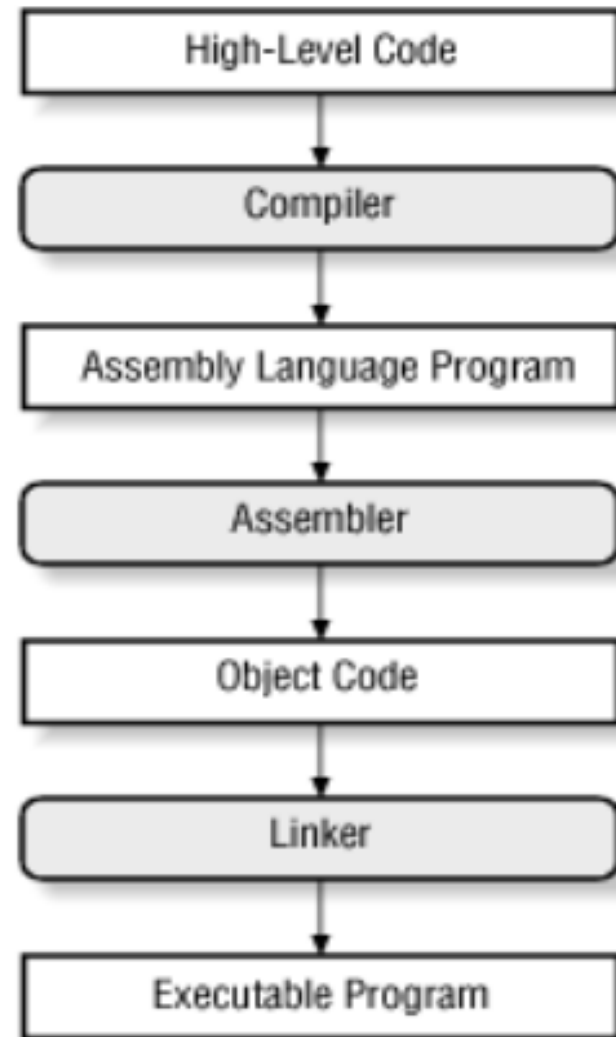 High-Level Code
Compiler
Assembly Language Program
Assembler
Object Code
Linker
Executable Program